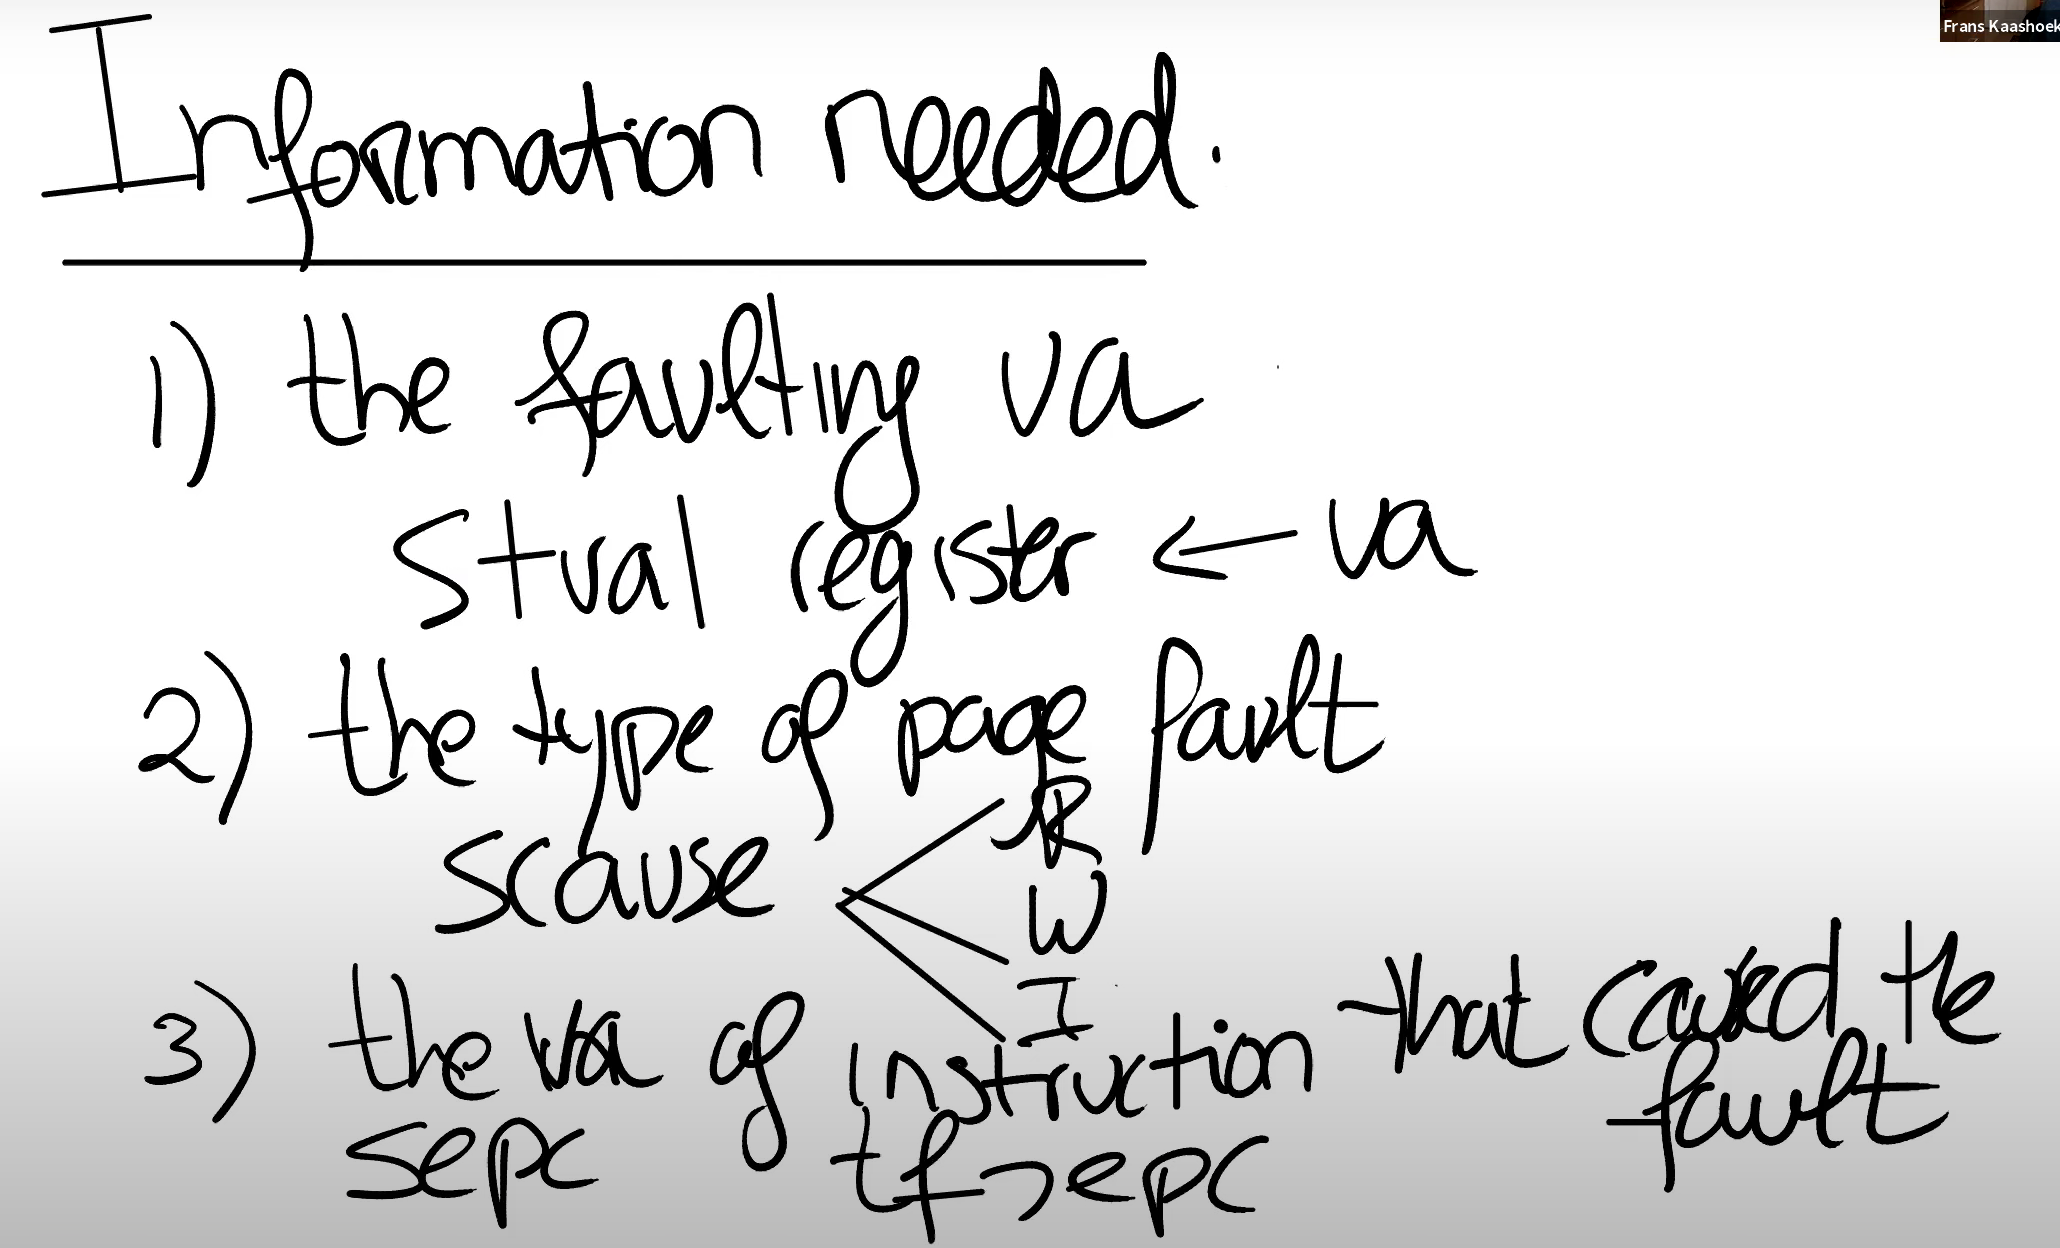 Frans Kaashoek
Information needed.
1) the faulting va
stval register ← va
2) the type of page fault
scause
R
W
I
3) the va of instruction that caused the
fault
sepc tf->epc